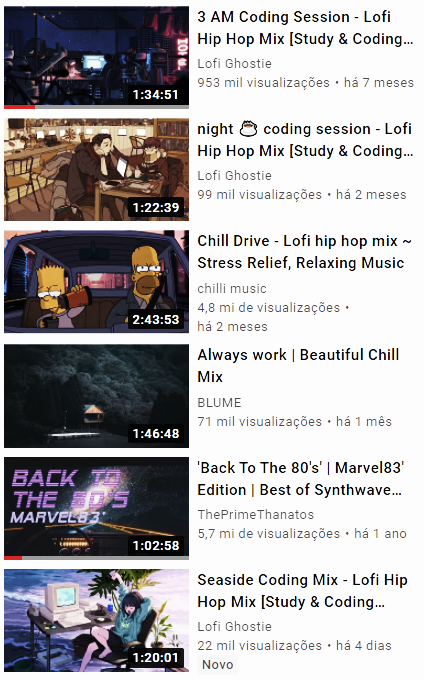 3 AM Coding Session - Lofi
Hip Hop Mix [Study & Coding...
Lofi Ghostie
953 mil visualizações • há 7 meses
1:34:51
night ☕ coding session - Lofi
Hip Hop Mix [Study & Coding...
Lofi Ghostie
99 mil visualizações • há 2 meses
1:22:39
Chill Drive - Lofi hip hop mix ~
Stress Relief, Relaxing Music
chilli music
4,8 mi de visualizações •
há 2 meses
2:43:53
Always work | Beautiful Chill
Mix
BLUME
71 mil visualizações • há 1 mês
1:46:48
BACK TO
THE 80'S
MARVEL83'
'Back To The 80's' | Marvel83'
Edition | Best of Synthwave...
ThePrimeThanatos
5,7 mi de visualizações • há 1 ano
1:02:58
Seaside Coding Mix - Lofi Hip
Hop Mix [Study & Coding...
Lofi Ghostie
22 mil visualizações • há 4 dias
Novo
1:20:01